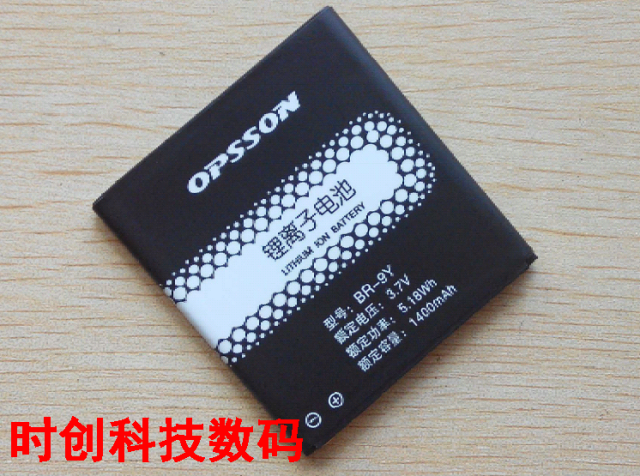 OPSSON
锂离子电池
LITHIUM ION BATTERY
型号: BR-9Y
额定电压: 3.7V
额定功率: 5.18Wh
额定容量: 1400mAh
⊖ ⊕
时创科技数码